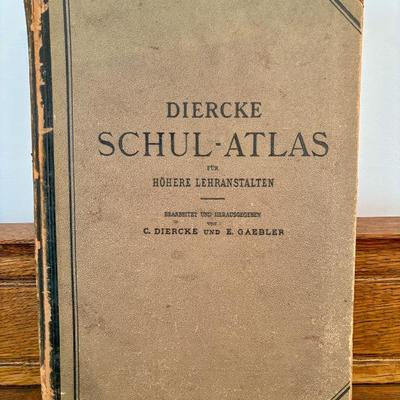 DIERCKE
SCHUL-ATLAS
FÜR
HÖHERE LEHRANSTALTEN
BEARBEITET UND HERAUSGEGEBEN
VON
C. DIERCKE UND E. GAEBLER